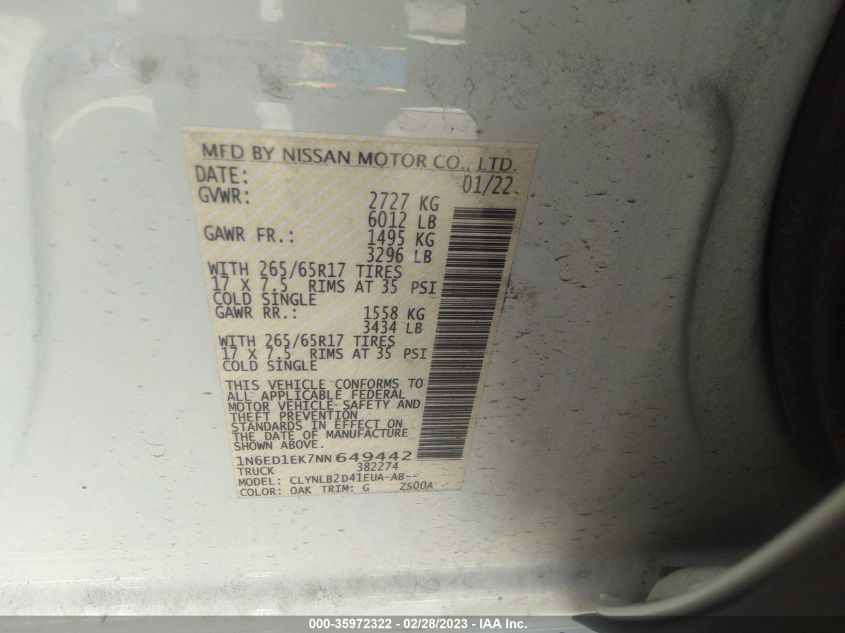 MFD BY NISSAN MOTOR CO., LTD.
DATE: 01/22
GVWR: 2727 KG
6012 LB
GAWR FR.: 1495 KG
3296 LB
WITH 265/65R17 TIRES
17 X 7.5 RIMS AT 35 PSI
COLD SINGLE
GAWR RR.: 1558 KG
3434 LB
WITH 265/65R17 TIRES
17 X 7.5 RIMS AT 35 PSI
COLD SINGLE
THIS VEHICLE CONFORMS TO
ALL APPLICABLE FEDERAL
MOTOR VEHICLE SAFETY AND
THEFT PREVENTION
STANDARDS IN EFFECT ON
THE DATE OF MANUFACTURE
SHOWN ABOVE.
1N6ED1EK7NN649442
TRUCK 382274
MODEL: CLYNLB2D41EUA-AB--
COLOR: OAK TRIM: G ZS00A
000-35972322 - 02/28/2023 - IAA Inc.